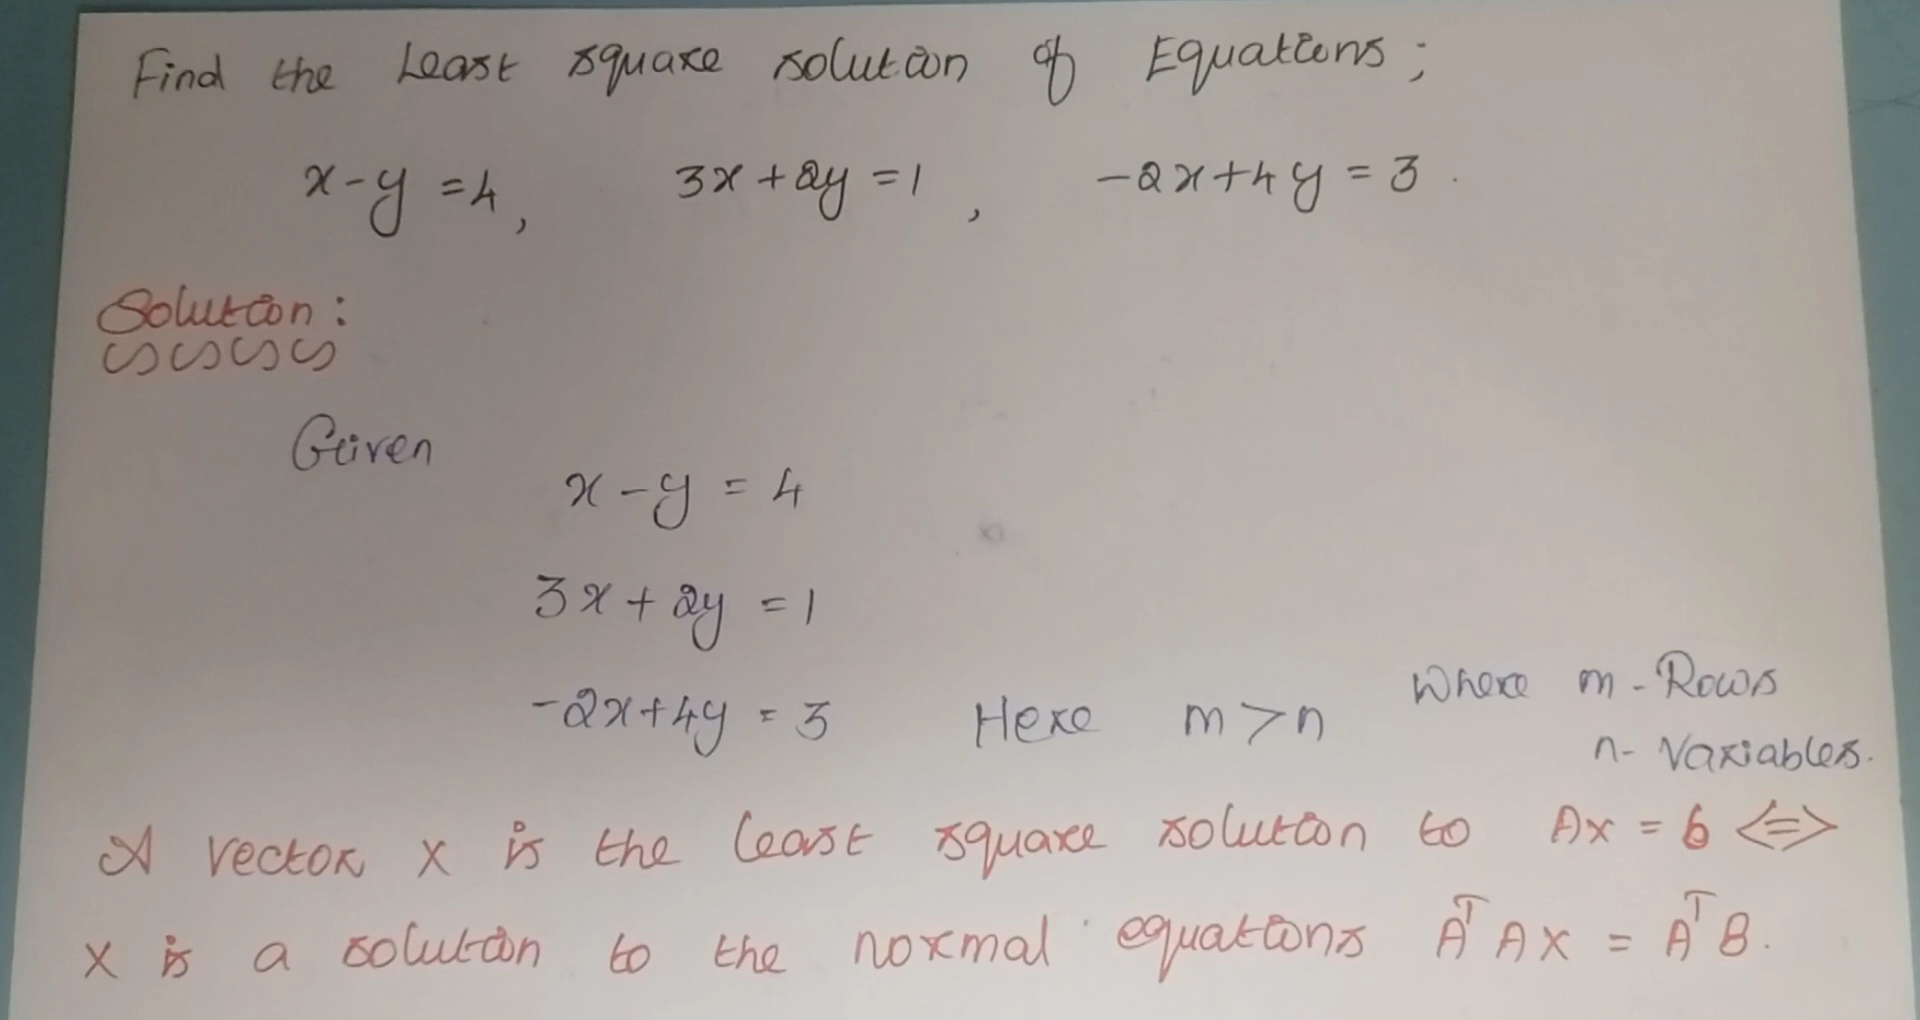 Find the Least square solution of Equations;
x-y=4, 3x+2y=1, -2x+4y=3.
Solution:
Given
x-y=4
3x+2y=1
-2x+4y=3 Here m>n Where m-Rows
n-Variables.
A vector x is the least square solution to Ax=b <=>
x is a solution to the normal equations AᵀAX = AᵀB.